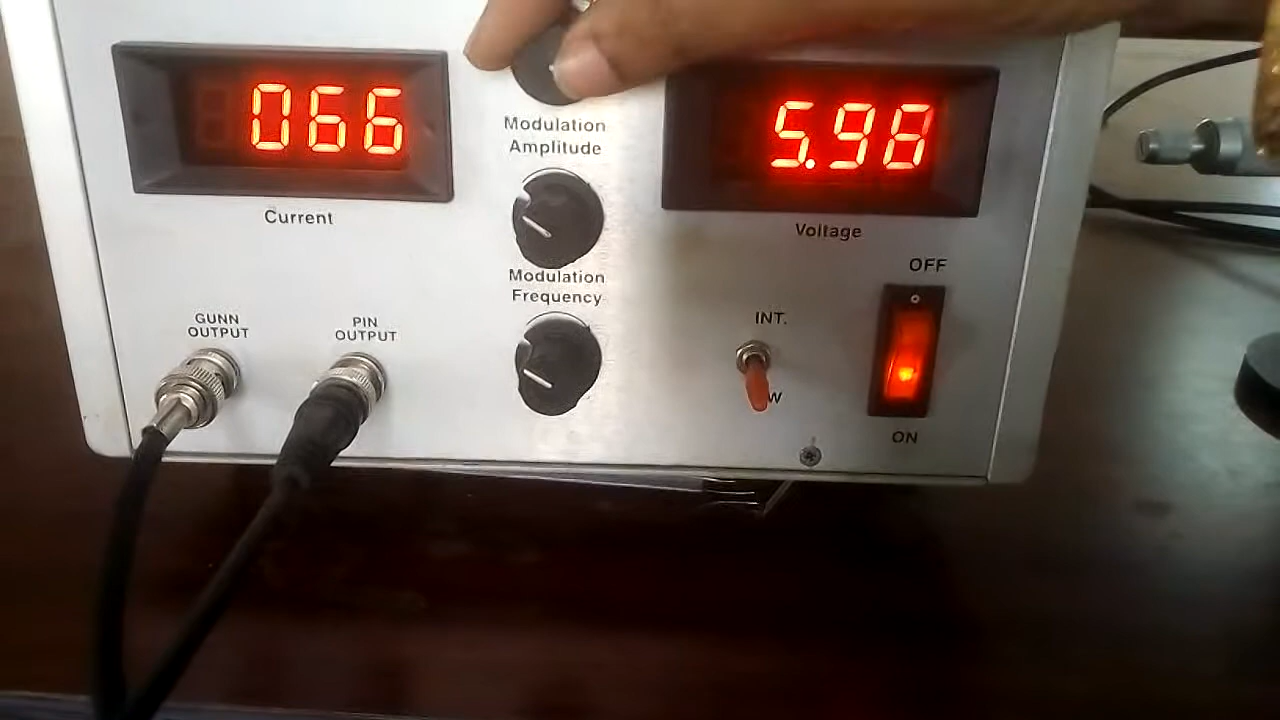 066
5.98
Modulation
Amplitude
Current
Voltage
Modulation
Frequency
OFF
GUNN
OUTPUT
PIN
OUTPUT
INT.
W
ON